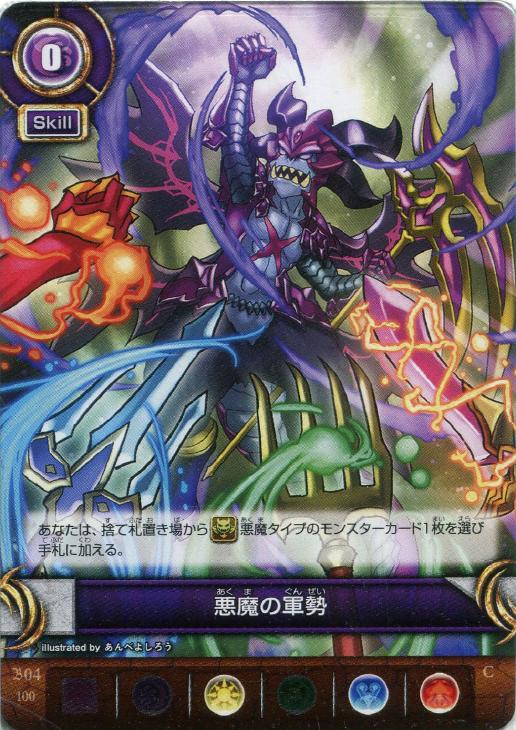 0
Skill
あなたは、捨て札置き場から悪魔タイプのモンスターカード1枚を選び
手札に加える。
悪魔の軍勢
illustrated by あんべよしろう
B04
100
C